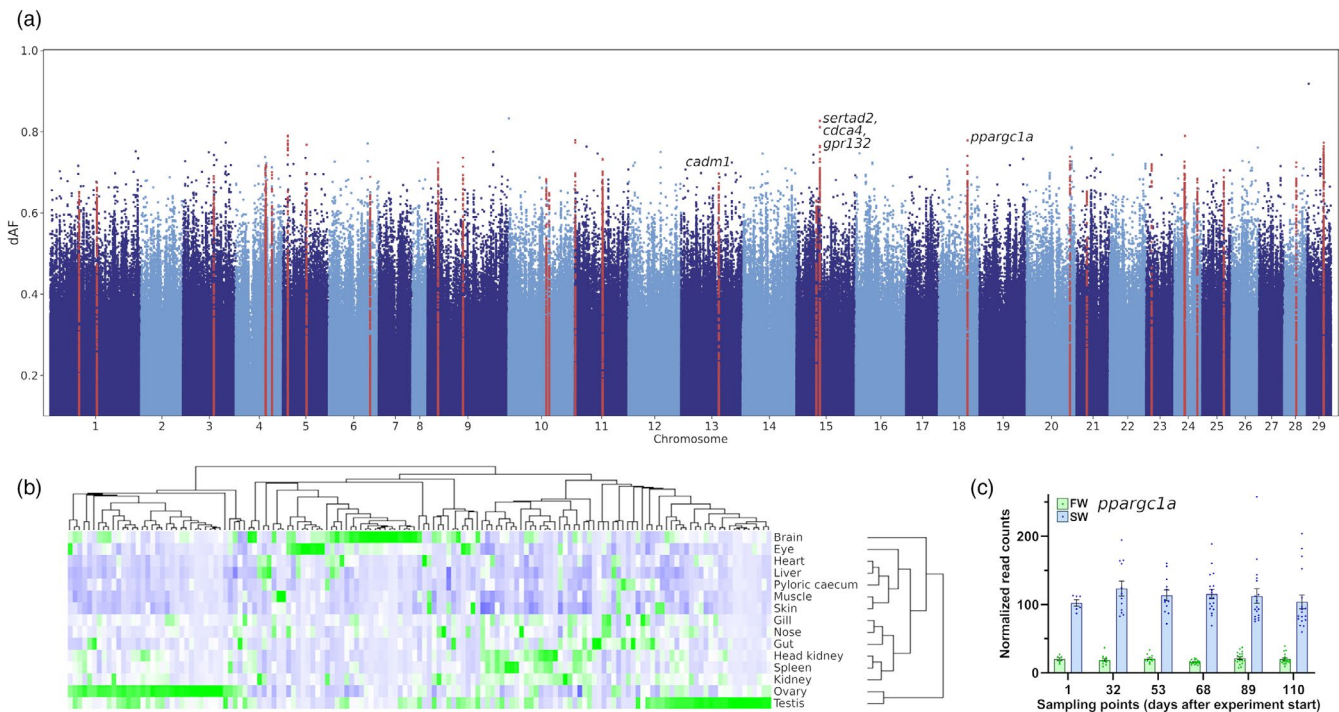 (a)
1.0
0.8
0.6
0.4
0.2
dAF
cadm1
sertad2,
cdca4,
gpr132
ppargc1a
1 2 3 4 5 6 7 8 9 10 11 12 13 14 15 16 17 18 19 20 21 22 23 24 25 26 27 28 29
Chromosome
(b)
Brain
Eye
Heart
Liver
Pyloric caecum
Muscle
Skin
Gill
Nose
Gut
Head kidney
Spleen
Kidney
Ovary
Testis
(c)
FW
SW
ppargc1a
Normalized read counts
200
100
0
1 32 53 68 89 110
Sampling points (days after experiment start)